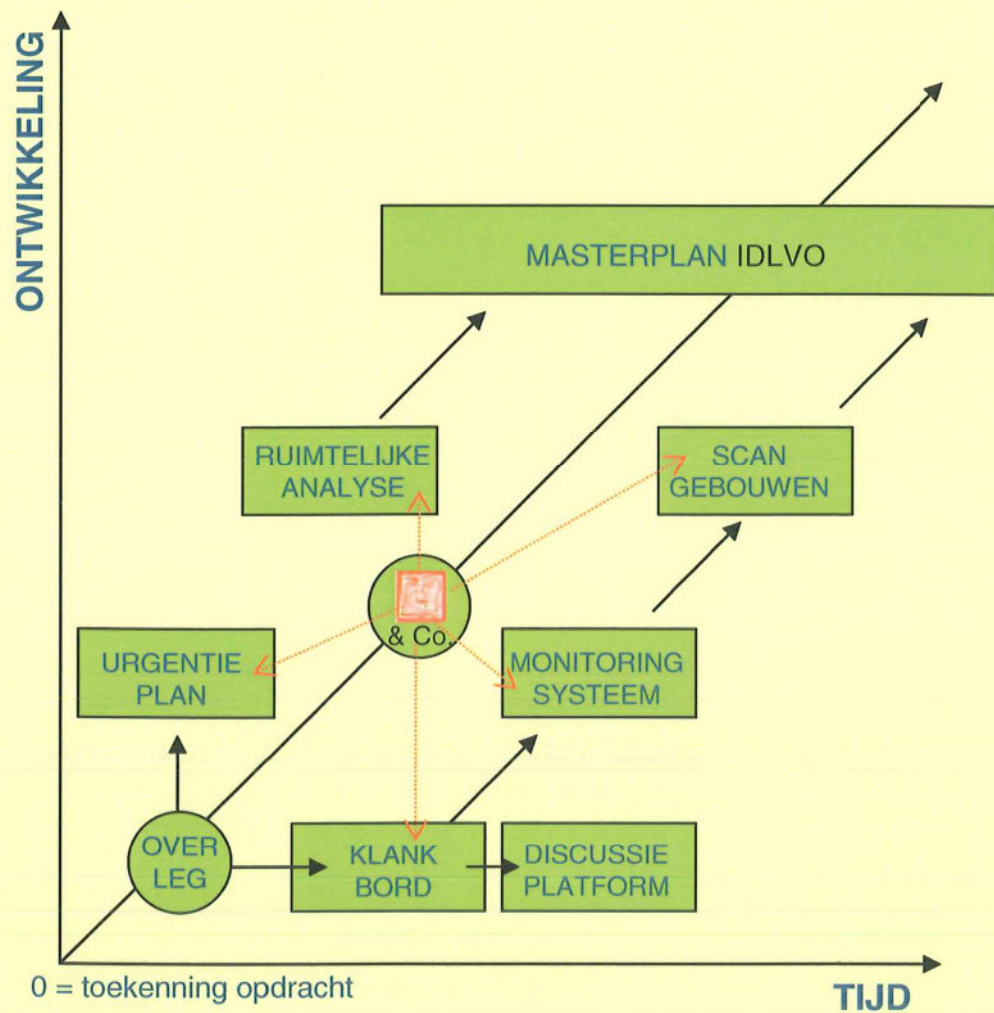 ONTWIKKELING
MASTERPLAN IDLVO
RUIMTELIJKE
ANALYSE
SCAN
GEBOUWEN
& Co.
URGENTIE
PLAN
MONITORING
SYSTEEM
OVER
LEG
KLANK
BORD
DISCUSSIE
PLATFORM
0 = toekenning opdracht
TIJD